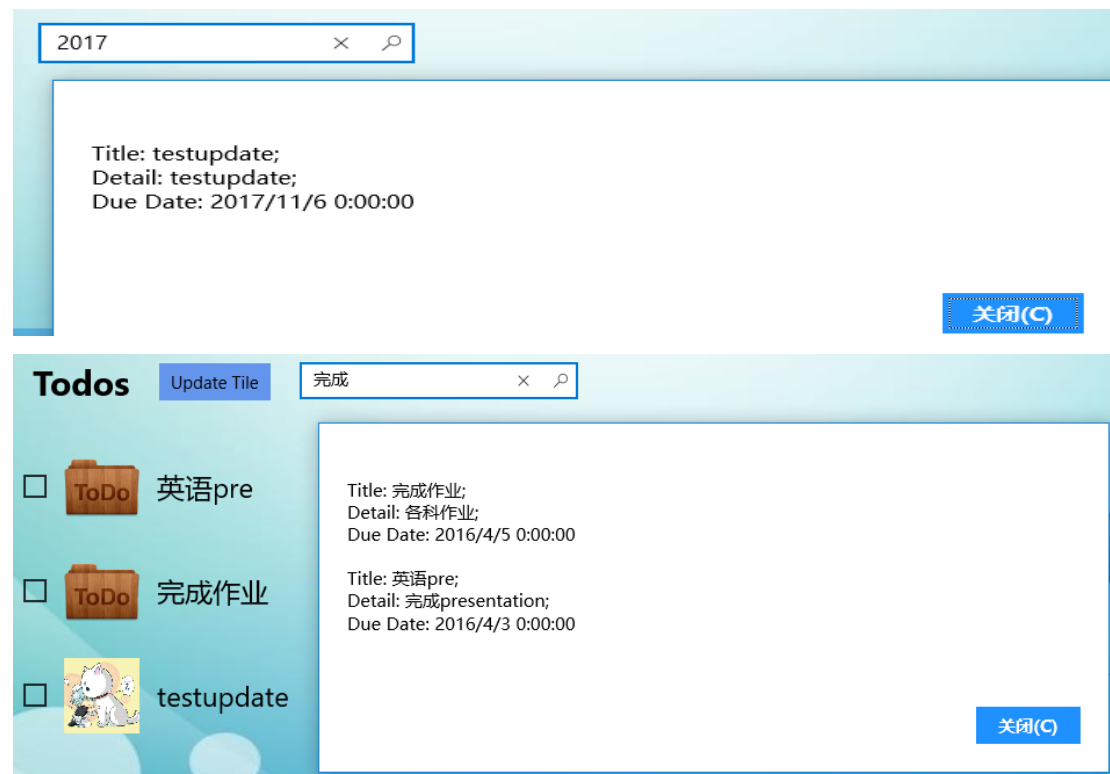 2017
Title: testupdate;
Detail: testupdate;
Due Date: 2017/11/6 0:00:00
关闭(C)
Todos
Update Tile
完成
ToDo
英语pre
ToDo
完成作业
testupdate
Title: 完成作业;
Detail: 各科作业;
Due Date: 2016/4/5 0:00:00
Title: 英语pre;
Detail: 完成presentation;
Due Date: 2016/4/3 0:00:00
关闭(C)